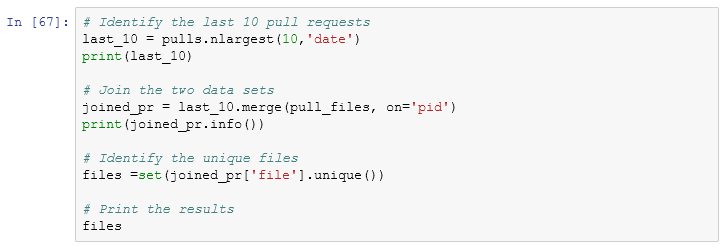 In [67]: # Identify the last 10 pull requests
last_10 = pulls.nlargest(10,'date')
print(last_10)
# Join the two data sets
joined_pr = last_10.merge(pull_files, on='pid')
print(joined_pr.info())
# Identify the unique files
files =set(joined_pr['file'].unique())
# Print the results
files